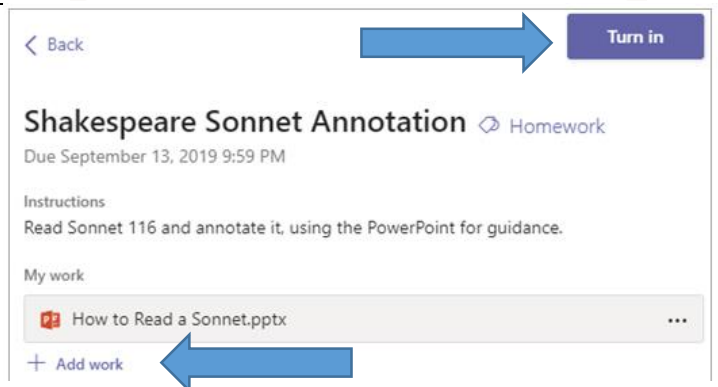 Back
Turn in
Shakespeare Sonnet Annotation Homework
Due September 13, 2019 9:59 PM
Instructions
Read Sonnet 116 and annotate it, using the PowerPoint for guidance.
My work
How to Read a Sonnet.pptx
+ Add work